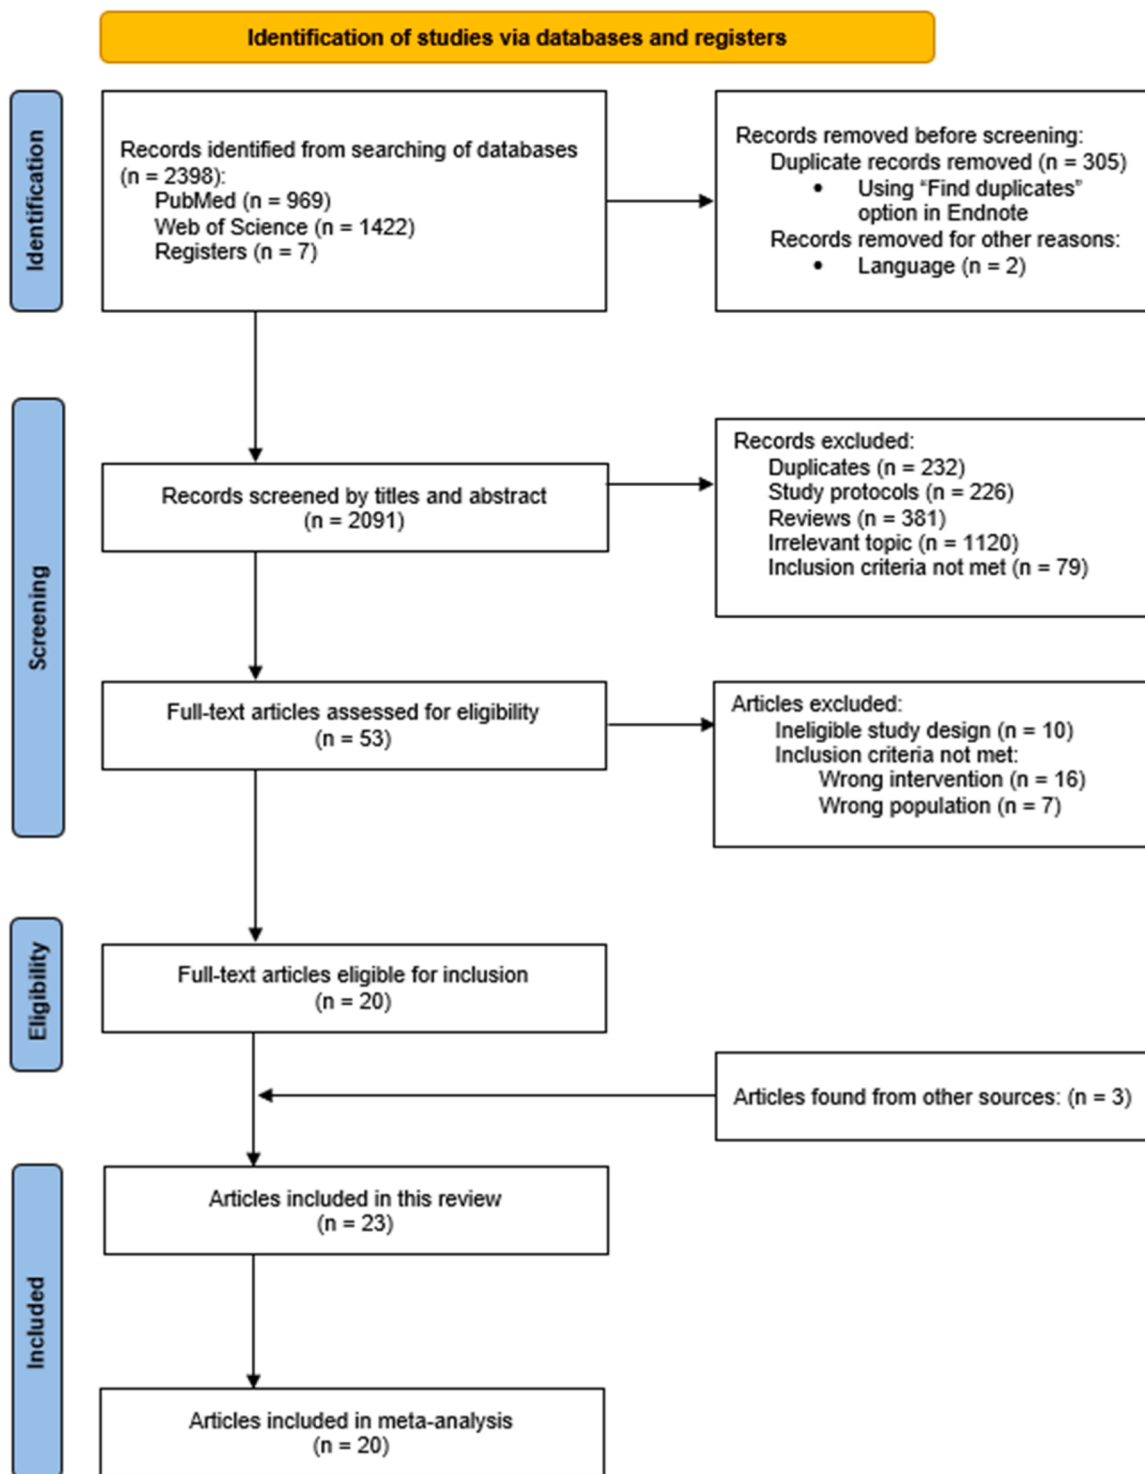 Identification of studies via databases and registers
Identification
Records identified from searching of databases
(n = 2398):
PubMed (n = 969)
Web of Science (n = 1422)
Registers (n = 7)
Records removed before screening:
Duplicate records removed (n = 305)
• Using “Find duplicates”
option in Endnote
Records removed for other reasons:
• Language (n = 2)
Screening
Records screened by titles and abstract
(n = 2091)
Records excluded:
Duplicates (n = 232)
Study protocols (n = 226)
Reviews (n = 381)
Irrelevant topic (n = 1120)
Inclusion criteria not met (n = 79)
Full-text articles assessed for eligibility
(n = 53)
Articles excluded:
Ineligible study design (n = 10)
Inclusion criteria not met:
Wrong intervention (n = 16)
Wrong population (n = 7)
Eligibility
Full-text articles eligible for inclusion
(n = 20)
Articles found from other sources: (n = 3)
Included
Articles included in this review
(n = 23)
Articles included in meta-analysis
(n = 20)